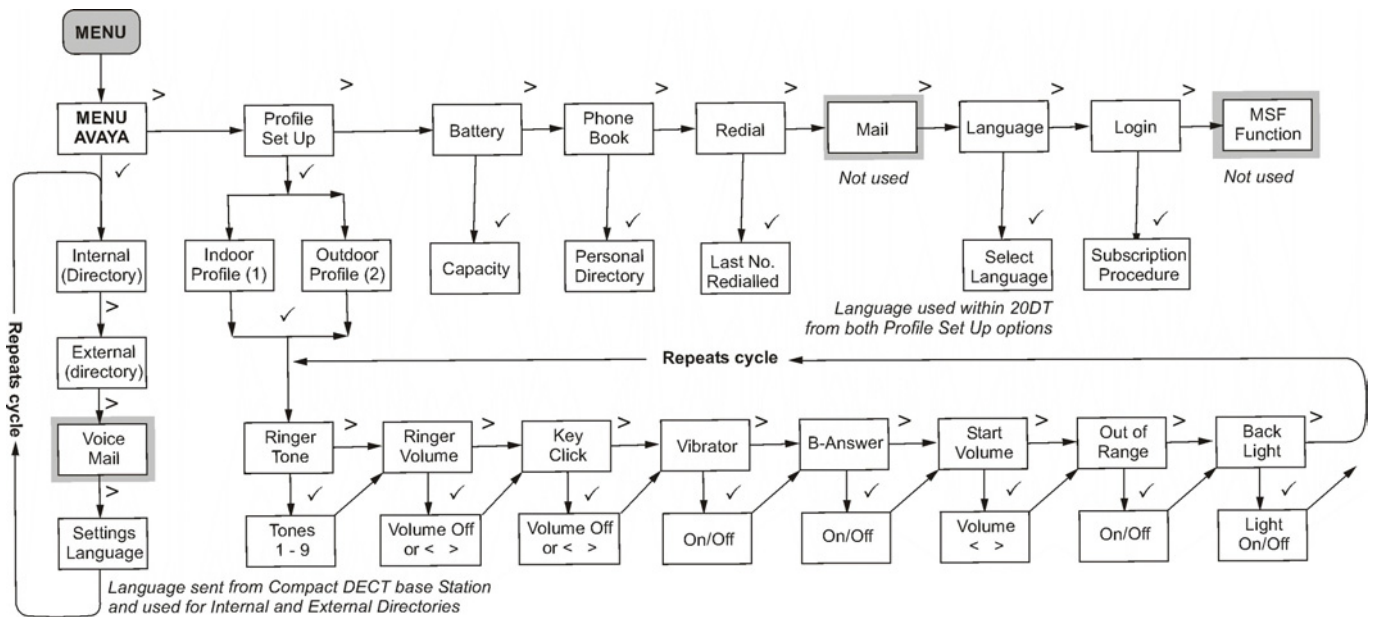 MENU
MENU
AVAYA
>
Profile
Set Up
>
Battery
>
Phone
Book
>
Redial
>
Mail
>
Language
>
Login
>
MSF
Function
Not used
Not used
✓
✓
✓
✓
✓
✓
✓
Internal
(Directory)
Indoor
Profile (1)
Outdoor
Profile (2)
Capacity
Personal
Directory
Last No.
Redialled
Select
Language
Subscription
Procedure
>
✓
Language used within 20DT
from both Profile Set Up options
Repeats cycle
External
(directory)
Repeats cycle
>
Voice
Mail
>
Settings
Language
Ringer
Tone
>
Ringer
Volume
>
Key
Click
>
Vibrator
>
B-Answer
>
Start
Volume
>
Out of
Range
>
Back
Light
>
✓
✓
✓
✓
✓
✓
✓
✓
Tones
1 - 9
Volume Off
or < >
Volume Off
or < >
On/Off
On/Off
Volume
< >
On/Off
Light
On/Off
Language sent from Compact DECT base Station
and used for Internal and External Directories